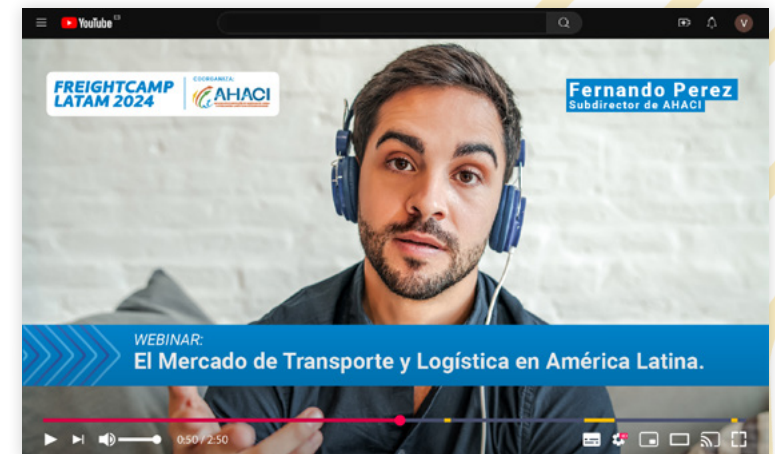 YouTube
V
FREIGHTCAMP
LATAM 2024
COORGANIZA:
AHACI
Fernando Perez
Subdirector de AHACI
WEBINAR:
El Mercado de Transporte y Logística en América Latina.
0:50 / 2:50